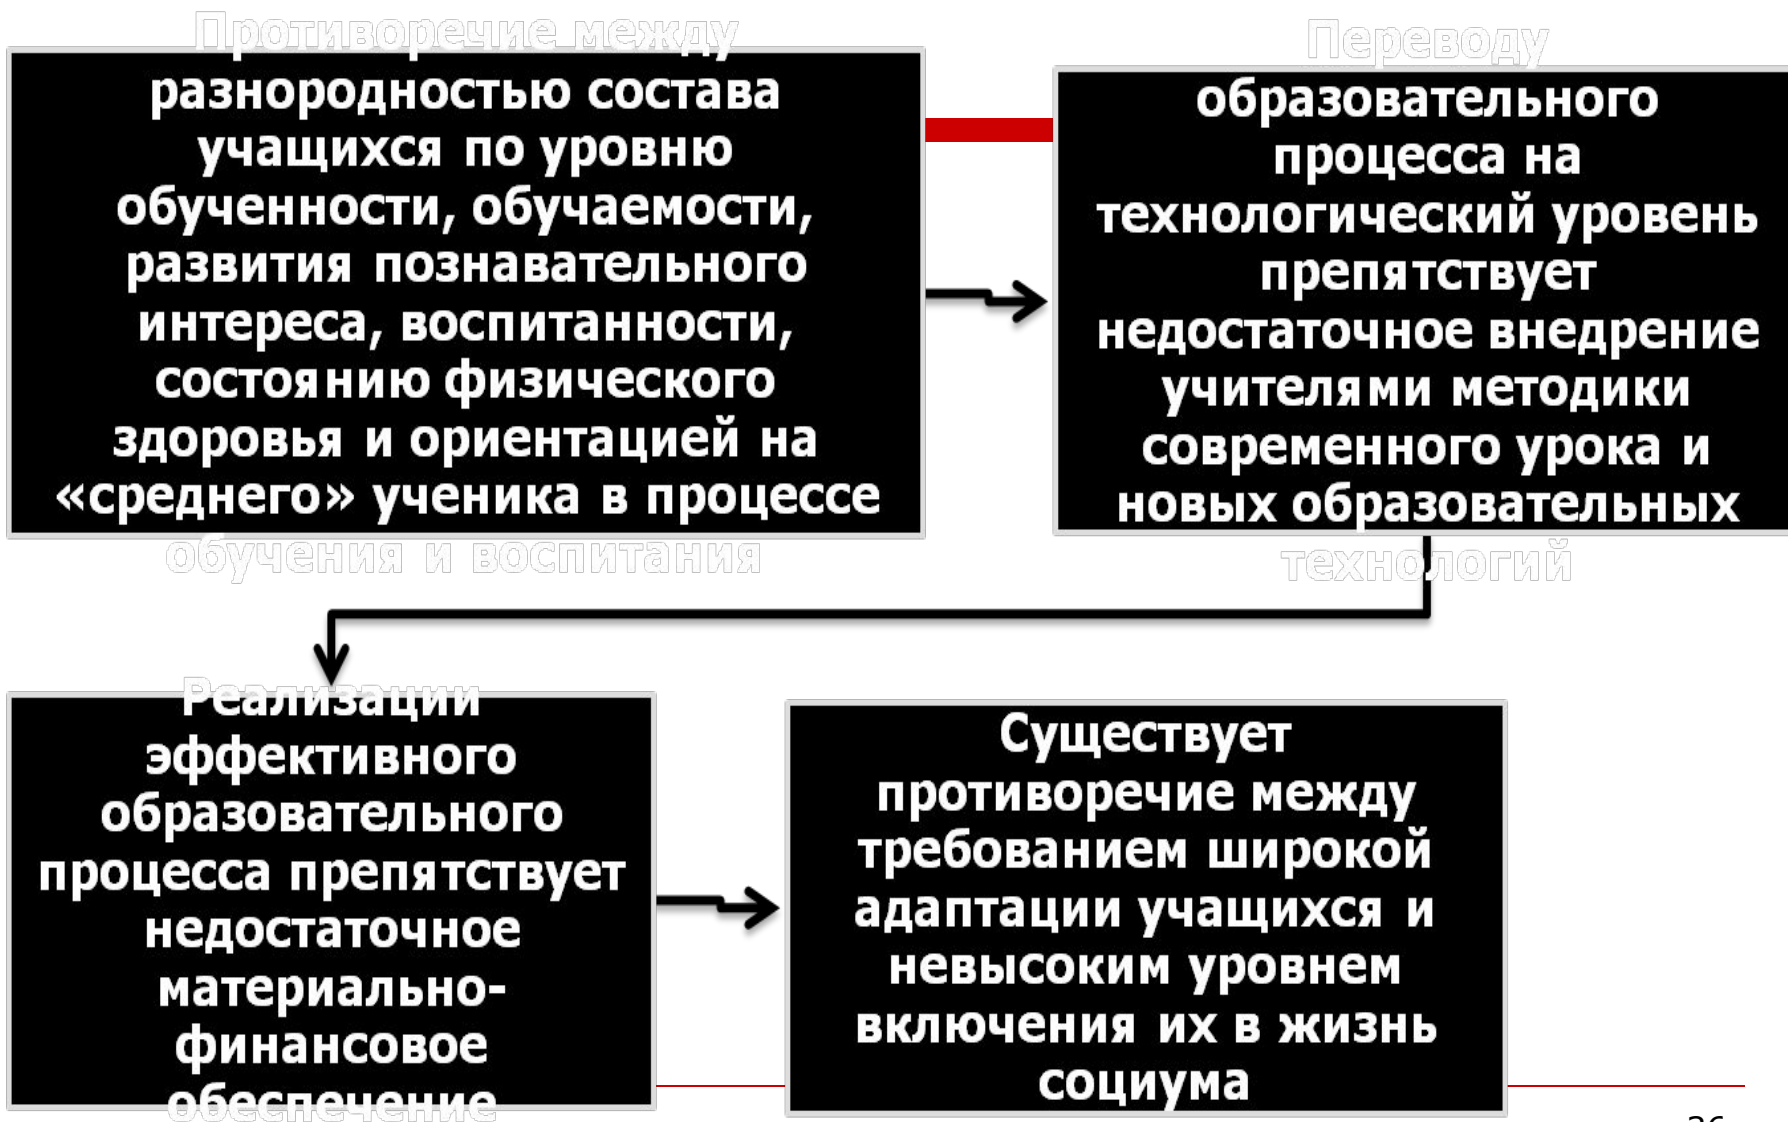 Противоречие между
разнородностью состава
учащихся по уровню
обученности, обучаемости,
развития познавательного
интереса, воспитанности,
состоянию физического
здоровья и ориентацией на
«среднего» ученика в процессе
обучения и воспитания
Переводу
образовательного
процесса на
технологический уровень
препятствует
недостаточное внедрение
учителями методики
современного урока и
новых образовательных
технологий
Реализации
эффективного
образовательного
процесса препятствует
недостаточное
материально-
финансовое
обеспечение
Существует
противоречие между
требованием широкой
адаптации учащихся и
невысоким уровнем
включения их в жизнь
социума